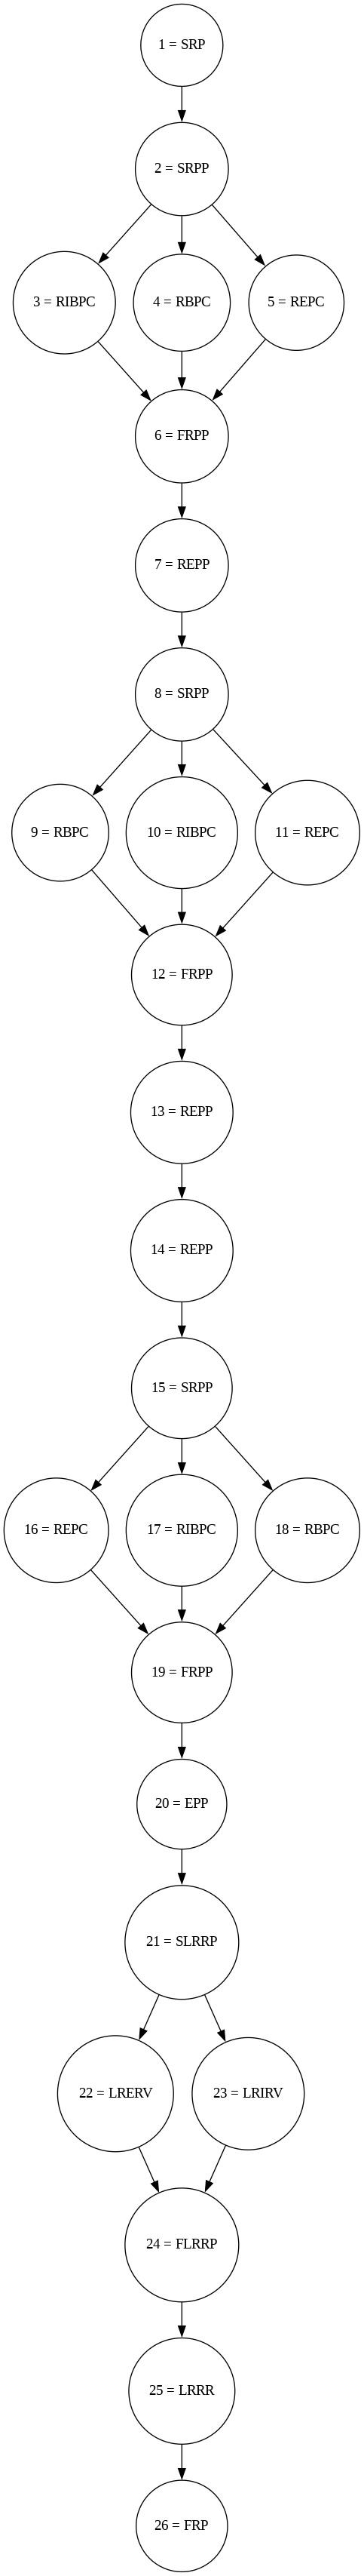 1 = SRP
2 = SRPP
3 = RIBPC
4 = RBPC
5 = REPC
6 = FRPP
7 = REPP
8 = SRPP
9 = RBPC
10 = RIBPC
11 = REPC
12 = FRPP
13 = REPP
14 = REPP
15 = SRPP
16 = REPC
17 = RIBPC
18 = RBPC
19 = FRPP
20 = EPP
21 = SLRRP
22 = LRERV
23 = LRIRV
24 = FLRRP
25 = LRRR
26 = FRP